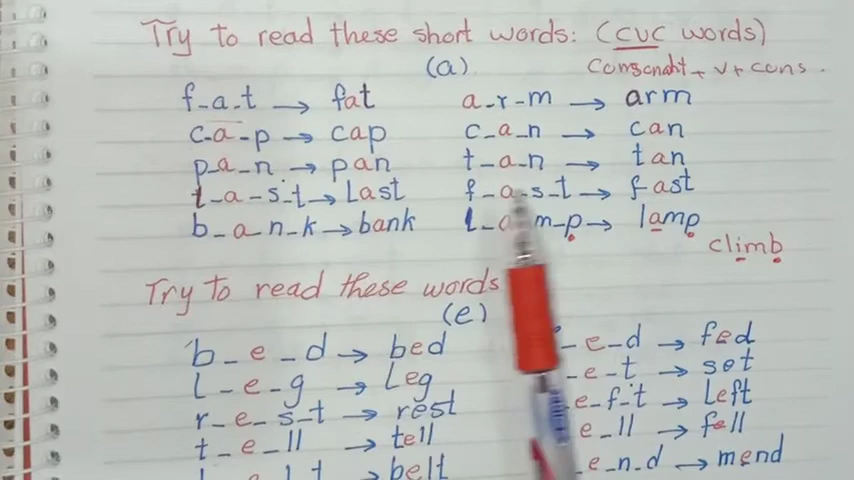 Try to read these short words: (CVC words)
(a) Consonaht + v + cons.
f-a-t → fat a-r-m → arm
c-a-p → cap c-a-n → can
p-a-n → pan t-a-n → tan
l-a-s-t → Last f-a-s-t → fast
b-a-n-k → bank l-a m-p → lamp
climb
Try to read these words
(e)
b-e-d → bed -e-d → fed
l-e-g → Leg -e-t → set
r-e-s-t → rest e-f-t → Left
t-e-ll → tell e-ll → fell
→ belt e-n-d → mend